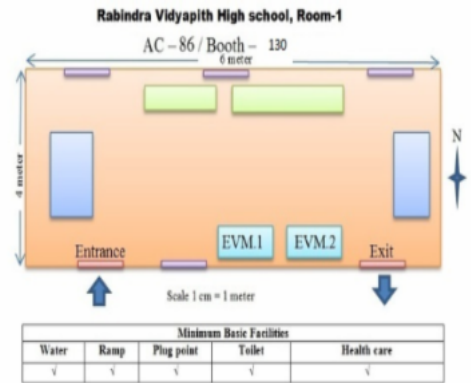 Rabindra Vidyapith High school, Room-1
AC – 86 / Booth – 130
6 meter
4 meter
N
EVM.1 EVM.2
Entrance Exit
Scale 1 cm = 1 meter
Minimum Basic Facilities
Water Ramp Plug point Toilet Health care
√ √ √ √ √